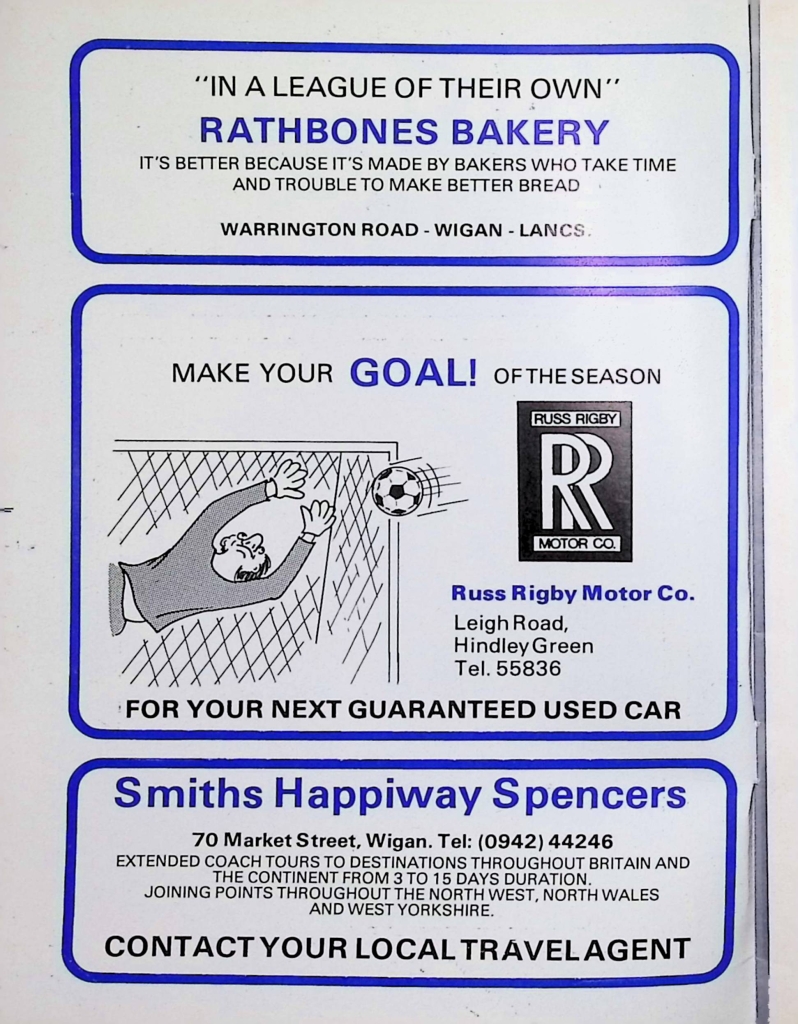 "IN A LEAGUE OF THEIR OWN"
RATHBONES BAKERY
IT'S BETTER BECAUSE IT'S MADE BY BAKERS WHO TAKE TIME
AND TROUBLE TO MAKE BETTER BREAD
WARRINGTON ROAD - WIGAN - LANCS.
MAKE YOUR GOAL! OF THE SEASON
RUSS RIGBY
RR
MOTOR CO.
Russ Rigby Motor Co.
Leigh Road,
Hindley Green
Tel. 55836
FOR YOUR NEXT GUARANTEED USED CAR
Smiths Happiway Spencers
70 Market Street, Wigan. Tel: (0942) 44246
EXTENDED COACH TOURS TO DESTINATIONS THROUGHOUT BRITAIN AND
THE CONTINENT FROM 3 TO 15 DAYS DURATION.
JOINING POINTS THROUGHOUT THE NORTH WEST, NORTH WALES
AND WEST YORKSHIRE.
CONTACT YOUR LOCAL TRAVEL AGENT